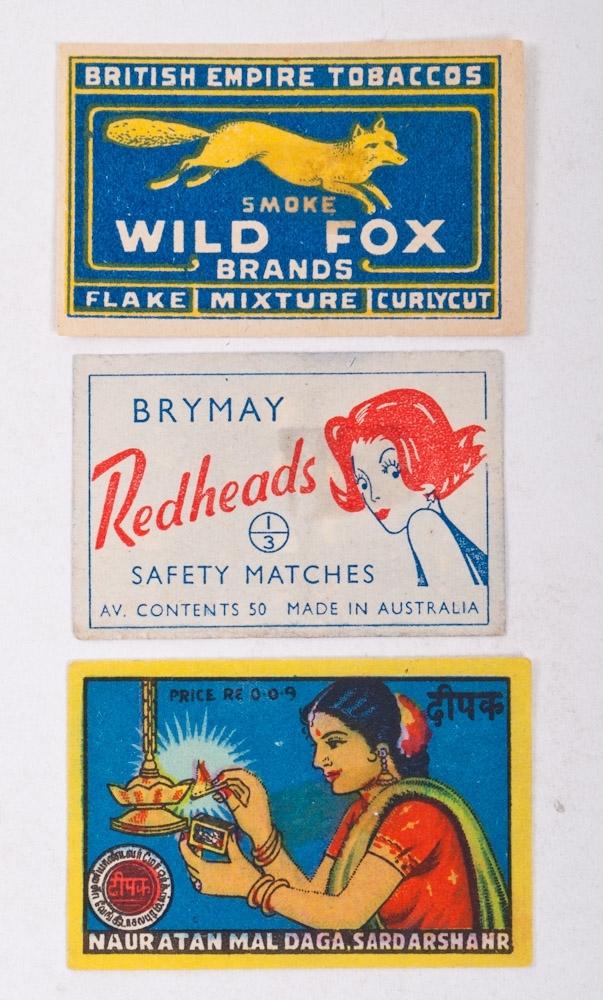 BRITISH EMPIRE TOBACCOS
SMOKE
WILD FOX
BRANDS
FLAKE MIXTURE CURLYCUT
BRYMAY
Redheads
1/3
SAFETY MATCHES
AV. CONTENTS 50 MADE IN AUSTRALIA
PRICE RE 0-0-9
दीपक
दीपक
NAURATAN MAL DAGA, SARDARSHAHR